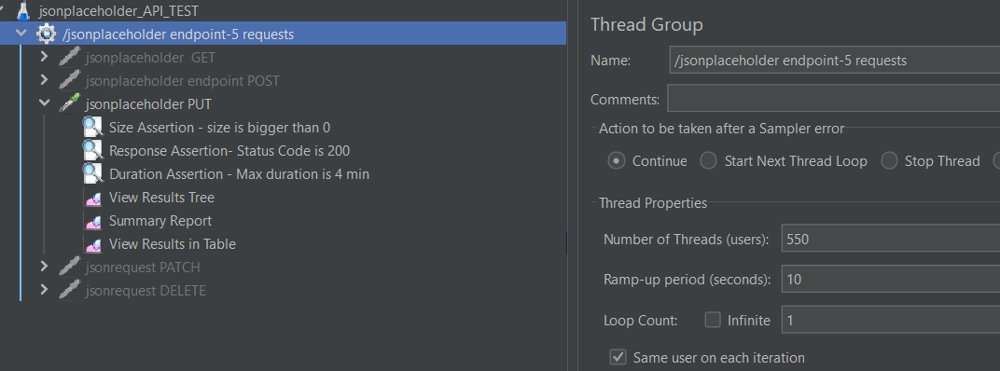 jsonplaceholder_API_TEST
/jsonplaceholder endpoint-5 requests
jsonplaceholder  GET
jsonplaceholder endpoint POST
jsonplaceholder PUT
Size Assertion - size is bigger than 0
Response Assertion- Status Code is 200
Duration Assertion - Max duration is 4 min
View Results Tree
Summary Report
View Results in Table
jsonrequest PATCH
jsonrequest DELETE
Thread Group
Name: /jsonplaceholder endpoint-5 requests
Comments:
Action to be taken after a Sampler error
Continue Start Next Thread Loop Stop Thread
Thread Properties
Number of Threads (users): 550
Ramp-up period (seconds): 10
Loop Count: Infinite 1
Same user on each iteration